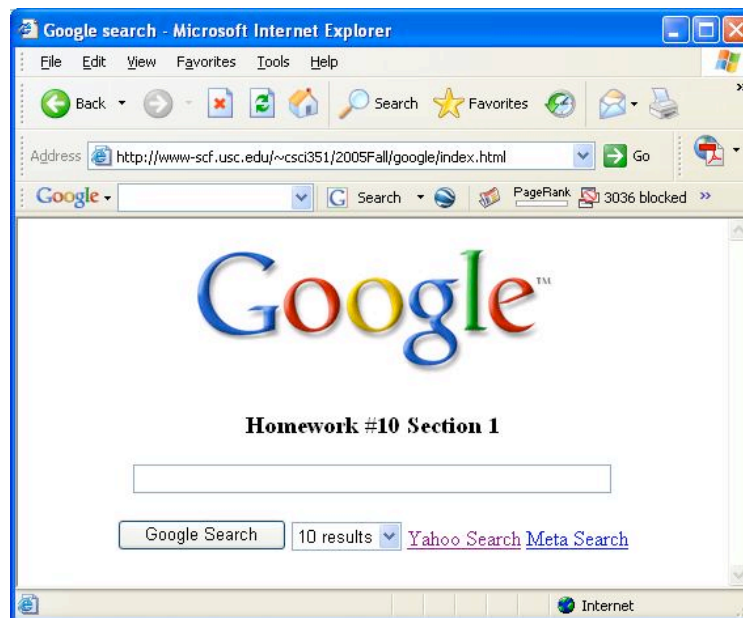 Google search - Microsoft Internet Explorer
File Edit View Favorites Tools Help
Back Search Favorites
Address http://www-scf.usc.edu/~csci351/2005Fall/google/index.html Go
Google G Search PageRank 3036 blocked »
Google™
Homework #10 Section 1
Google Search 10 results Yahoo Search Meta Search
Internet